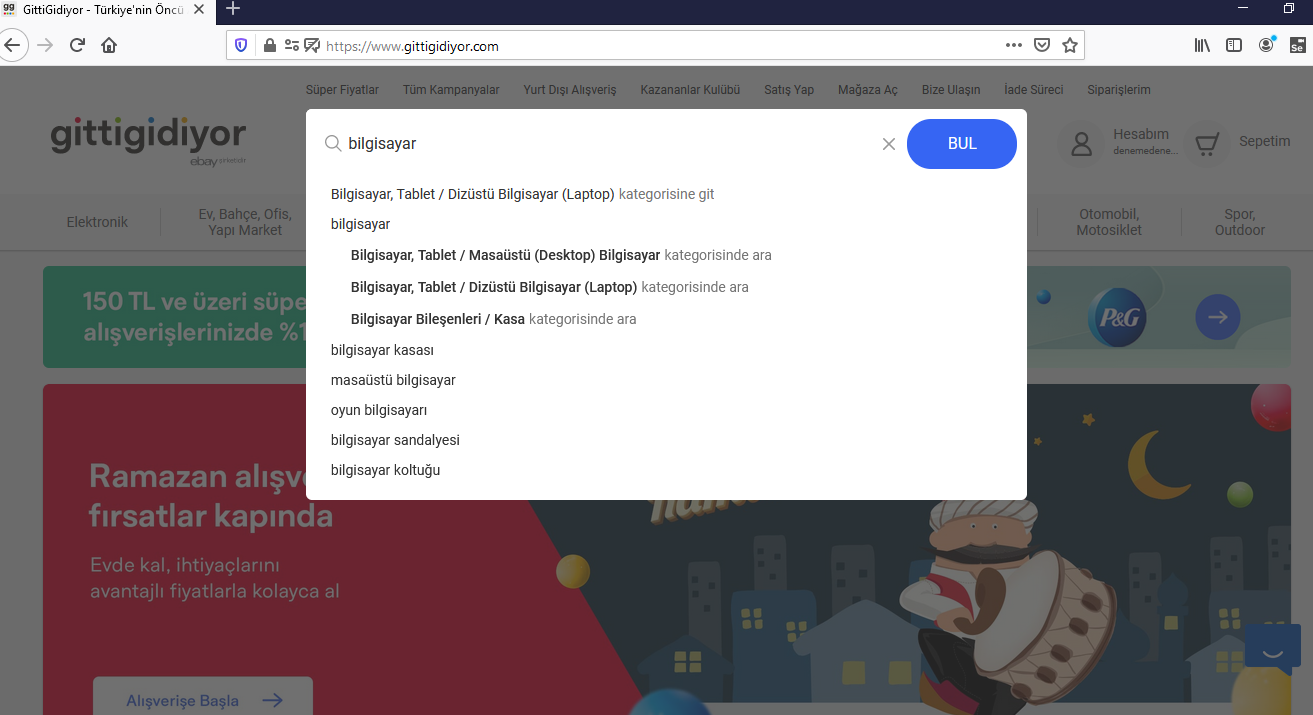 GittiGidiyor - Türkiye'nin Öncü
https://www.gittigidiyor.com
Se
Süper Fiyatlar Tüm Kampanyalar Yurt Dışı Alışveriş Kazananlar Kulübü Satış Yap Mağaza Aç Bize Ulaşın İade Süreci Siparişlerim
gittigidiyor
ebay
bilgisayar
BUL
Hesabım
denemedene...
Sepetim
Bilgisayar, Tablet / Dizüstü Bilgisayar (Laptop) kategorisine git
bilgisayar
Bilgisayar, Tablet / Masaüstü (Desktop) Bilgisayar kategorisinde ara
Bilgisayar, Tablet / Dizüstü Bilgisayar (Laptop) kategorisinde ara
Bilgisayar Bileşenleri / Kasa kategorisinde ara
bilgisayar kasası
masaüstü bilgisayar
oyun bilgisayarı
bilgisayar sandalyesi
bilgisayar koltuğu
Elektronik
Ev, Bahçe, Ofis,
Yapı Market
Otomobil,
Motosiklet
Spor,
Outdoor
150 TL ve üzeri süpe
alışverişlerinizde %1
P&G
Ramazan alışve
fırsatlar kapında
Evde kal, ihtiyaçlarını
avantajlı fiyatlarla kolayca al
Alışverişe Başla